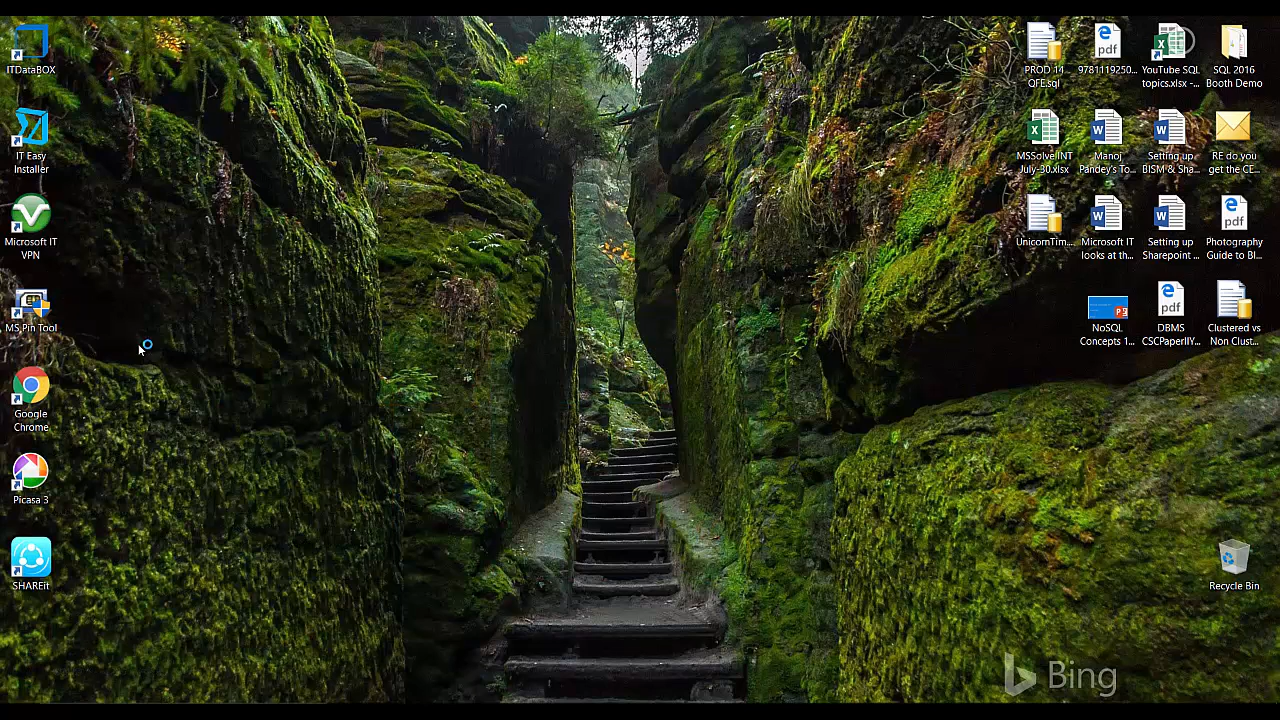 ITDataBOX
IT Easy
Installer
Microsoft IT
VPN
MS Pin Tool
Google
Chrome
Picasa 3
SHAREit
PROD 14
QFE.sql
pdf
9781119250...
YouTube SQL
topics.xlsx -...
SQL 2016
Booth Demo
MSSolve INT
July-30.xlsx
Manoj
Pandey's To...
Setting up
BISM & Sha...
RE do you
get the CE...
UnicornTim...
Microsoft IT
looks at th...
Setting up
Sharepoint ...
pdf
Photography
Guide to Bl...
NoSQL
Concepts 1...
pdf
DBMS
CSCPaperIIY...
Clustered vs
Non Clust...
Recycle Bin
Bing